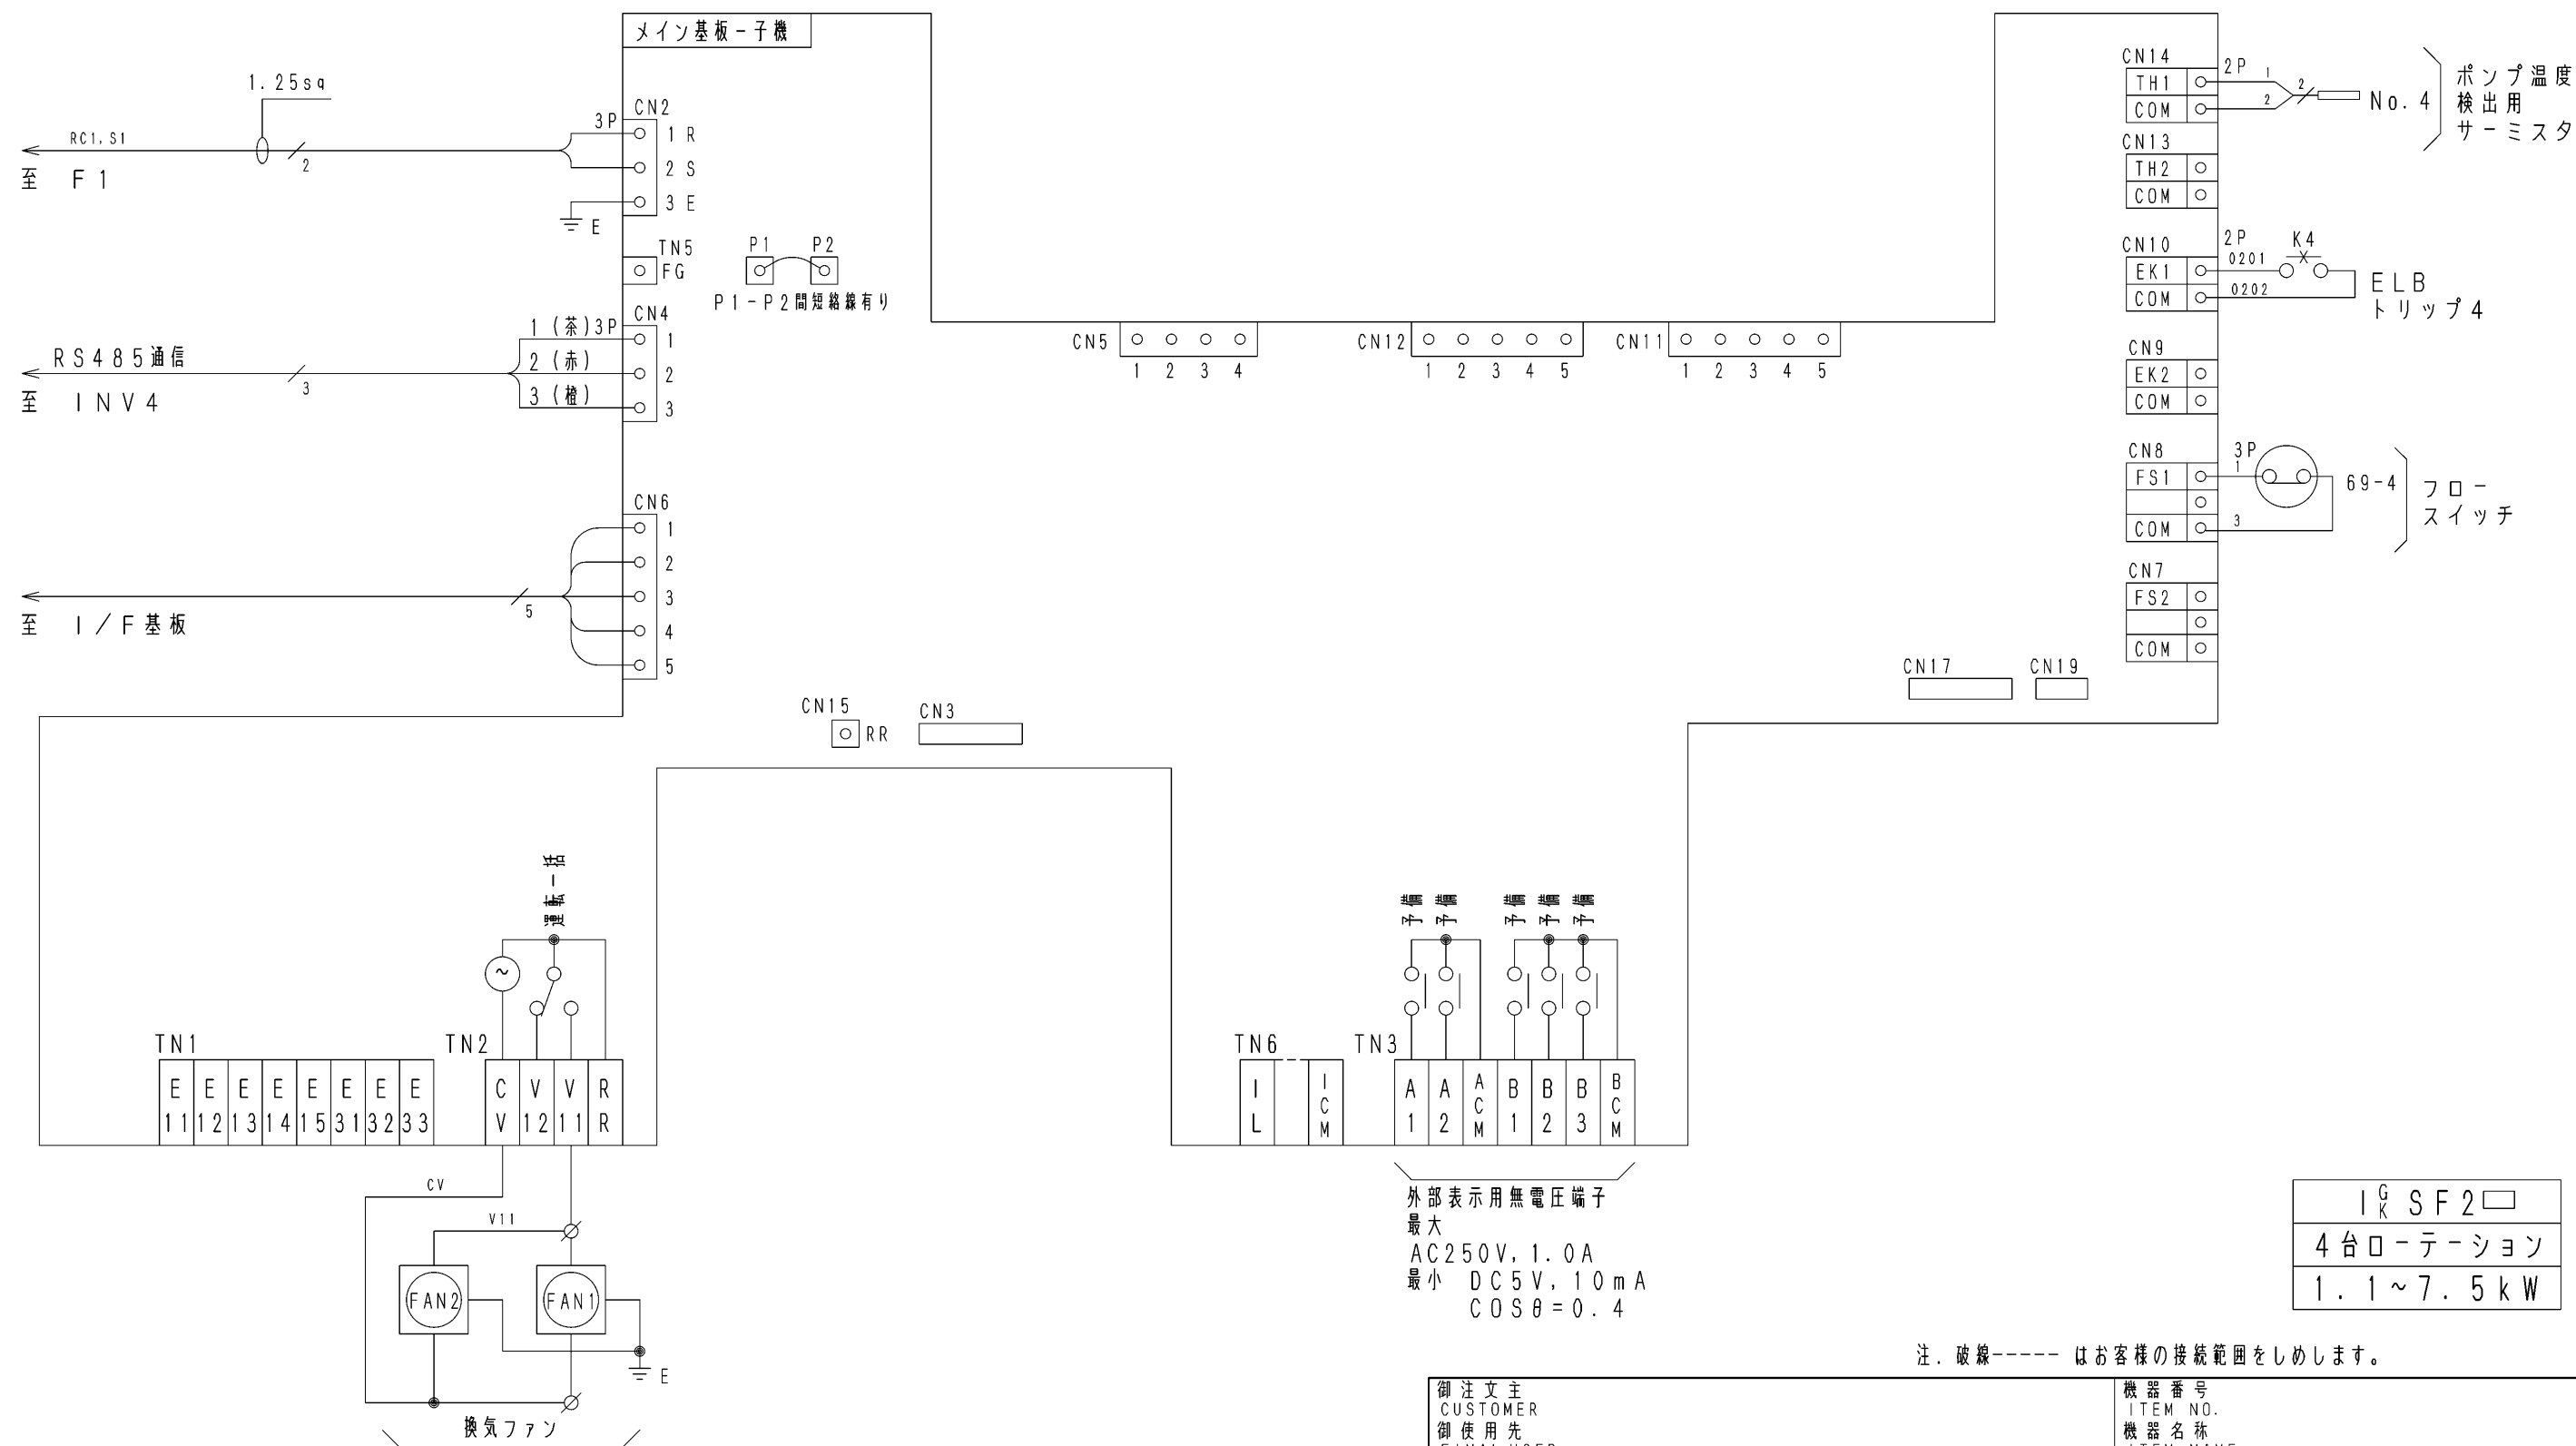 メイン基板－子機
1.25sq
RC1,S1
2
至 F1
CN2
3P
1 R
2 S
3 E
E
TN5
FG
P1 P2
P1－P2間短絡線有り
CN4
1（茶）3P
2（赤）
3（橙）
1
2
3
RS485通信
3
至 INV4
CN6
1
2
3
4
5
5
至 I／F基板
CN5
1 2 3 4
CN12
1 2 3 4 5
CN11
1 2 3 4 5
CN14
2P
TH1
COM
1
2
2
No.4
ポンプ温度
検出用
サーミスタ
CN13
TH2
COM
CN10
2P
EK1
COM
0201
0202
K4
ELB
トリップ4
CN9
EK2
COM
CN8
3P
FS1
COM
1
3
69-4
フロー
スイッチ
CN7
FS2
COM
CN17
CN19
CN15
RR
CN3
運転一括
~
TN1
E11 E12 E13 E14 E15 E31 E32 E33
TN2
CV V12 V11 RR
CV
V11
FAN2
FAN1
E
換気ファン
予備 予備 予備 予備 予備
TN6
IL ICM
TN3
A1 A2 ACM B1 B2 B3 BCM
外部表示用無電圧端子
最大
AC250V, 1.0A
最小 DC5V, 10mA
COSθ=0.4
I G K SF2□
4台ローテーション
1.1~7.5kW
注．破線----- はお客様の接続範囲をしめします。
御注文主
CUSTOMER
御使用先
機器番号
ITEM NO.
機器名称